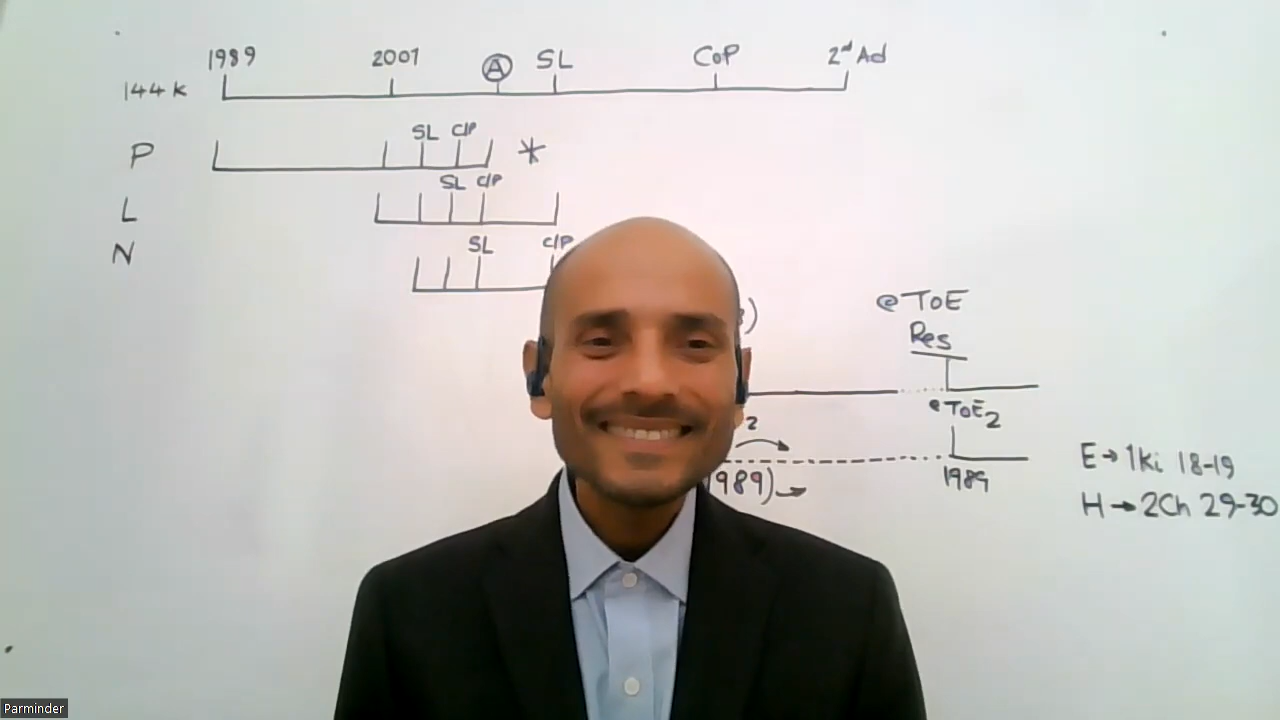 1989 2001 A SL CoP 2nd Ad
144k
SL C/P
P *
SL C/P
L
N SL C/P
@ToE
Res
@ToE2
2
1989) 1989
E→1Ki 18-19
H→2Ch 29-30
Parminder